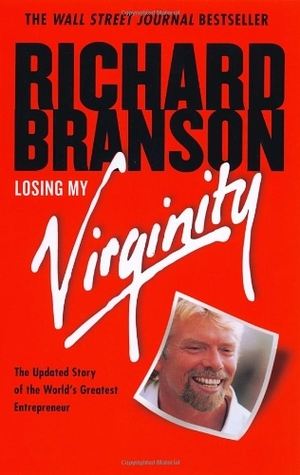 THE WALL STREET JOURNAL BESTSELLER
RICHARD
BRANSON
LOSING MY
Virginity
The Updated Story
of the World's Greatest
Entrepreneur